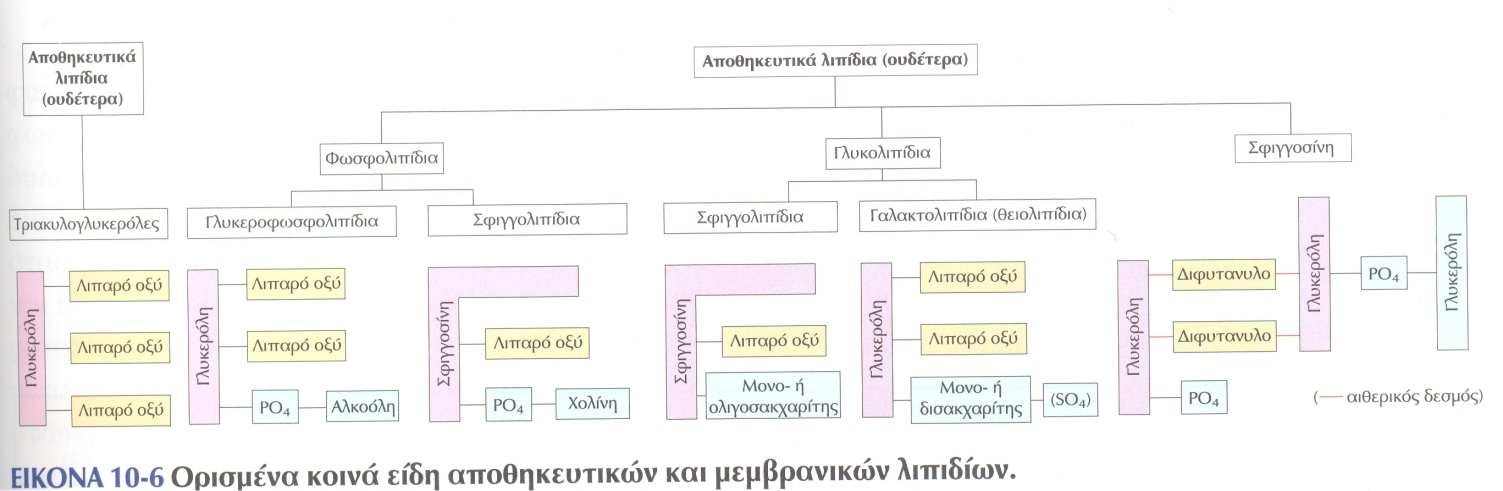 Αποθηκευτικά
λιπίδια
(ουδέτερα)
Αποθηκευτικά λιπίδια (ουδέτερα)
Φωσφολιπίδια
Γλυκολιπίδια
Σφιγγοσίνη
Τριακυλογλυκερόλες
Γλυκεροφωσφολιπίδια
Σφιγγολιπίδια
Σφιγγολιπίδια
Γαλακτολιπίδια (θειολιπίδια)
Γλυκερόλη
Λιπαρό οξύ
Λιπαρό οξύ
Λιπαρό οξύ
Γλυκερόλη
Λιπαρό οξύ
Λιπαρό οξύ
PO4
Αλκοόλη
Σφιγγοσίνη
Λιπαρό οξύ
PO4
Χολίνη
Σφιγγοσίνη
Λιπαρό οξύ
Μονο- ή
ολιγοσακχαρίτης
Γλυκερόλη
Λιπαρό οξύ
Λιπαρό οξύ
Μονο- ή
δισακχαρίτης
(SO4)
Γλυκερόλη
Διφυτανυλο
Διφυτανυλο
PO4
Γλυκερόλη
PO4
Γλυκερόλη
(— αιθερικός δεσμός)
ΕΙΚΟΝΑ 10-6 Ορισμένα κοινά είδη αποθηκευτικών και μεμβρανικών λιπιδίων.